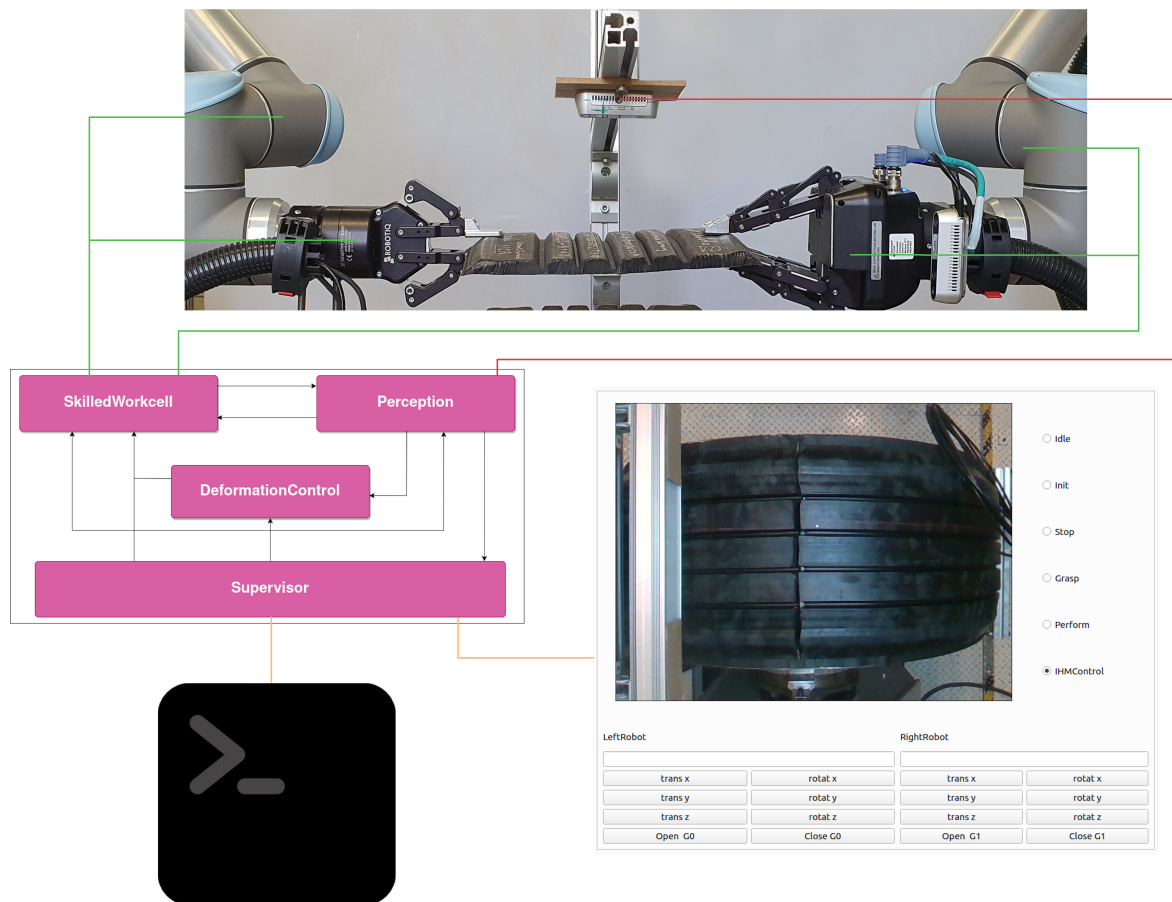 ROBOTIQ
SkilledWorkcell
Perception
DeformationControl
Supervisor
Idle
Init
Stop
Grasp
Perform
IHMControl
LeftRobot
RightRobot
trans x
rotat x
trans x
rotat x
trans y
rotat y
trans y
rotat y
trans z
rotat z
trans z
rotat z
Open G0
Close G0
Open G1
Close G1